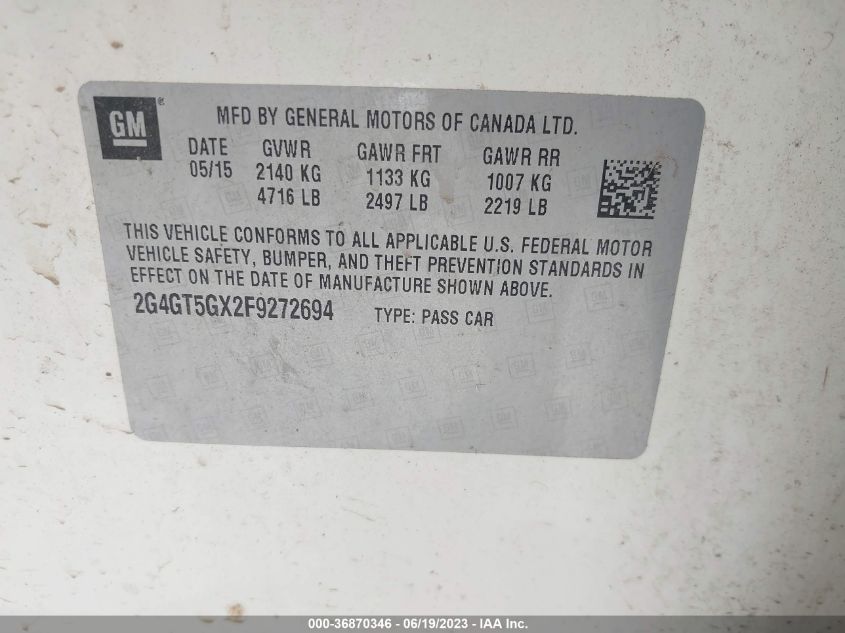 GM
MFD BY GENERAL MOTORS OF CANADA LTD.
DATE GVWR GAWR FRT GAWR RR
05/15 2140 KG 1133 KG 1007 KG
4716 LB 2497 LB 2219 LB
THIS VEHICLE CONFORMS TO ALL APPLICABLE U.S. FEDERAL MOTOR
VEHICLE SAFETY, BUMPER, AND THEFT PREVENTION STANDARDS IN
EFFECT ON THE DATE OF MANUFACTURE SHOWN ABOVE.
2G4GT5GX2F9272694 TYPE: PASS CAR
000-36870346 - 06/19/2023 - IAA Inc.